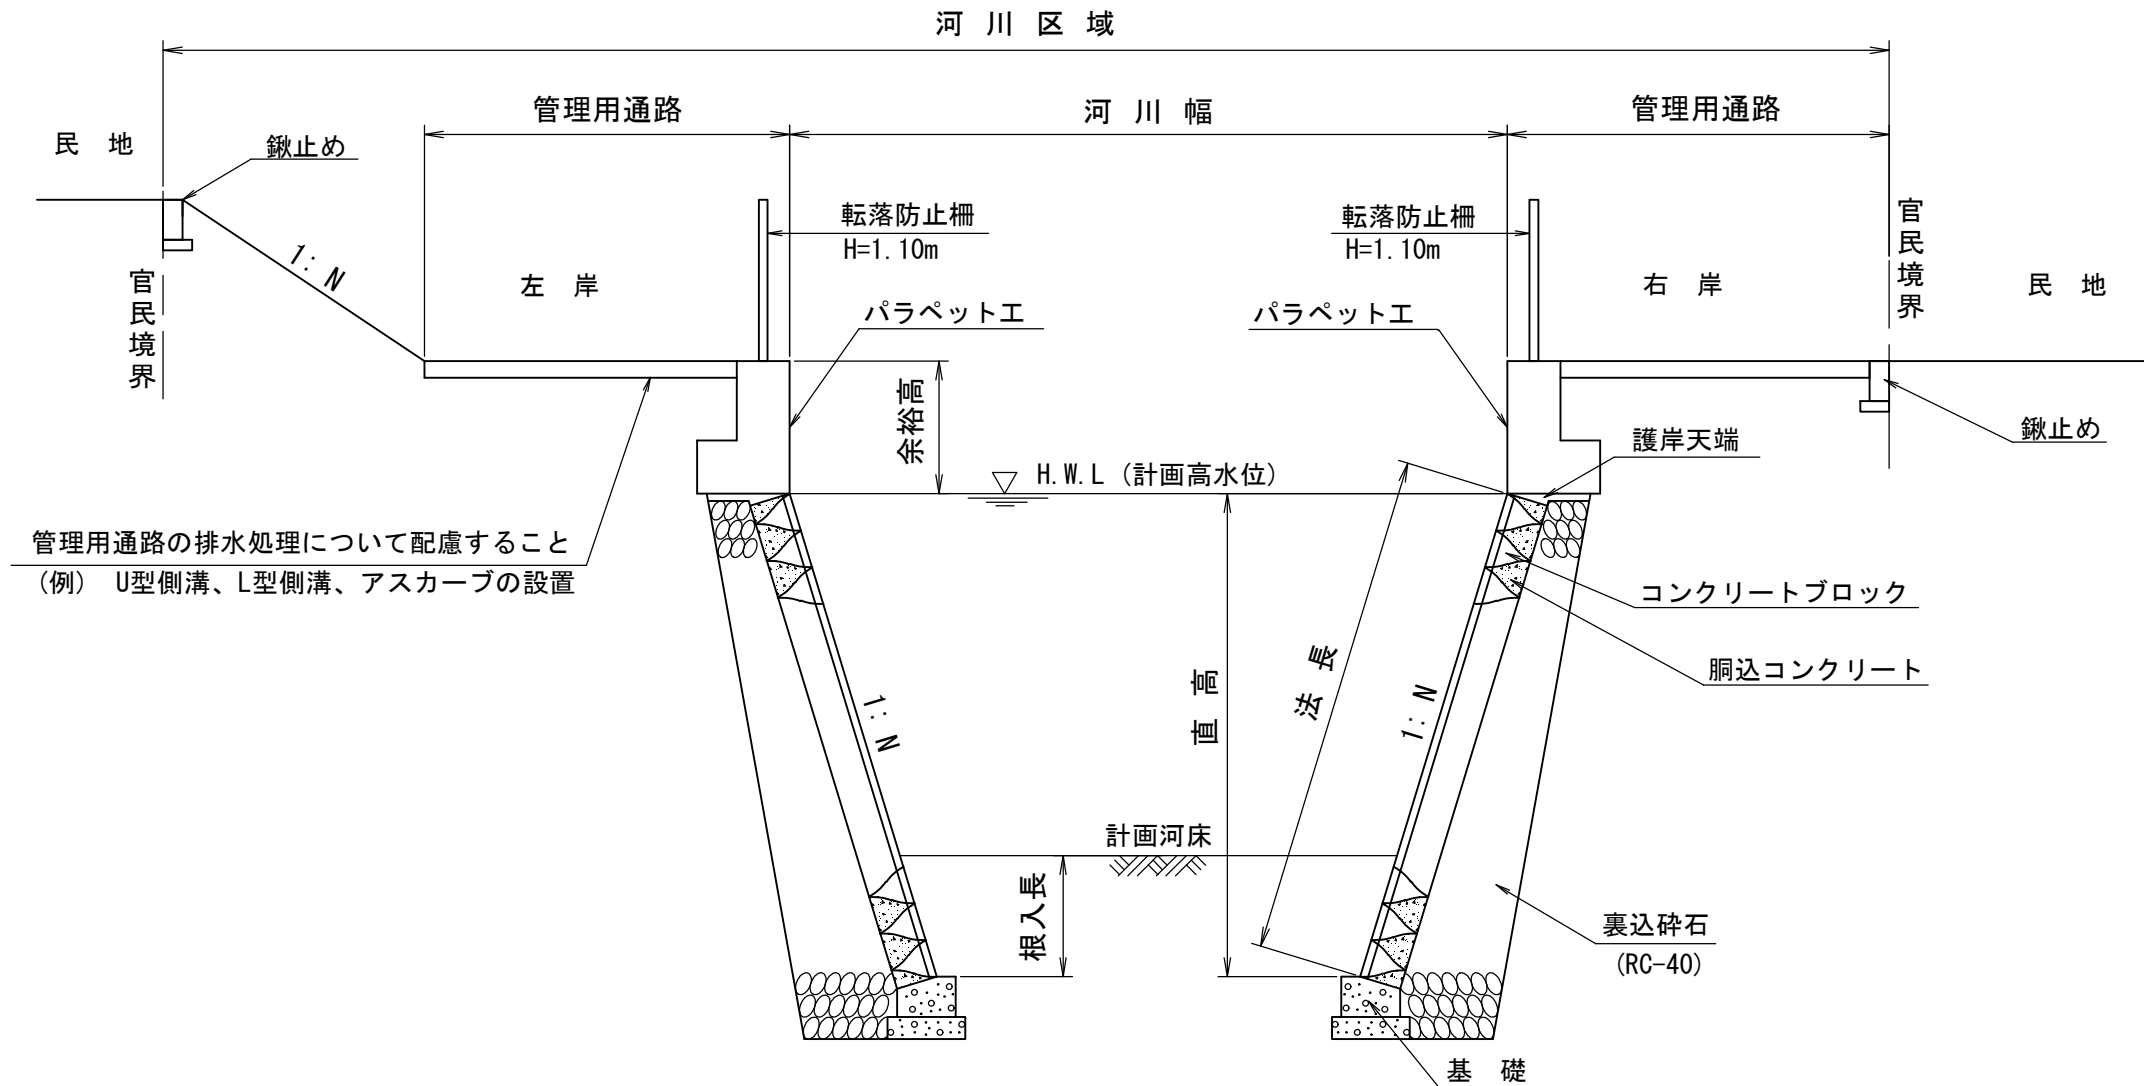 河川区域
管理用通路
河川幅
管理用通路
民地
鍬止め
転落防止柵
H=1.10m
転落防止柵
H=1.10m
官民境界
1:N
官民境界
左岸
右岸
民地
パラペット工
パラペット工
余裕高
護岸天端
鍬止め
H.W.L (計画高水位)
管理用通路の排水処理について配慮すること
(例) U型側溝、L型側溝、アスカーブの設置
コンクリートブロック
胴込コンクリート
法長
直高
1:N
1:N
計画河床
根入長
裏込砕石
(RC-40)
基礎